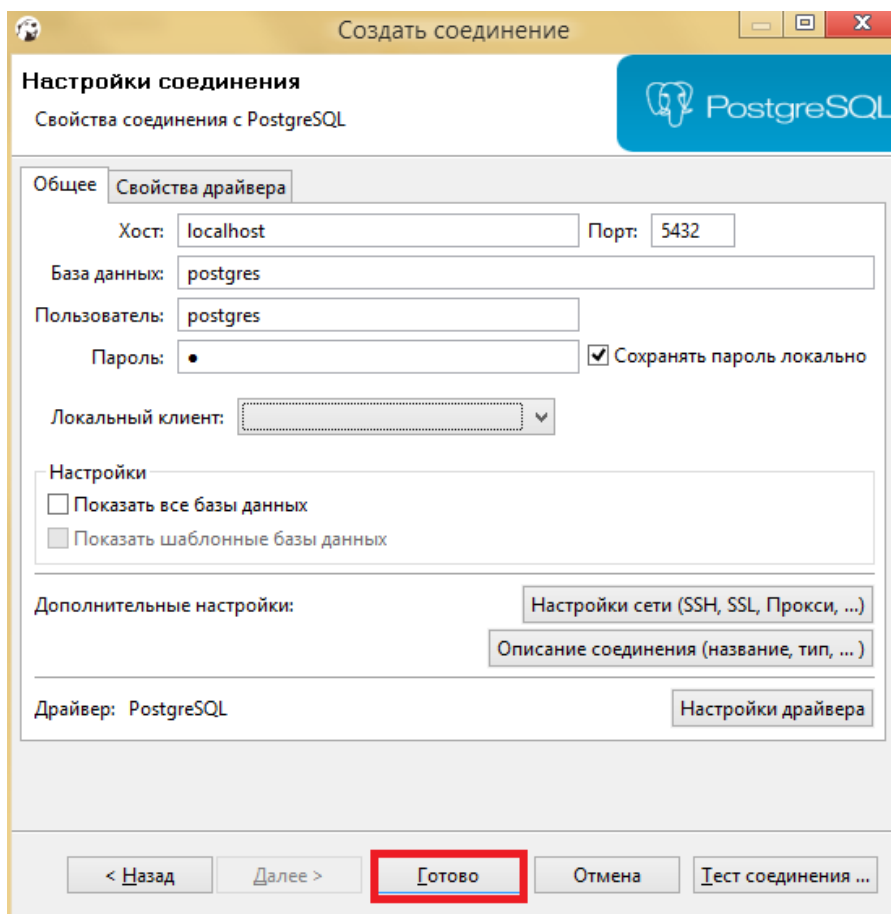 Создать соединение
Настройки соединения
Свойства соединения с PostgreSQL
PostgreSQL
Общее Свойства драйвера
Хост: localhost Порт: 5432
База данных: postgres
Пользователь: postgres
Пароль: ● Сохранять пароль локально
Локальный клиент:
Настройки
Показать все базы данных
Показать шаблонные базы данных
Дополнительные настройки: Настройки сети (SSH, SSL, Прокси, ...)
Описание соединения (название, тип, ... )
Драйвер: PostgreSQL Настройки драйвера
< Назад Далее > Готово Отмена Тест соединения ...